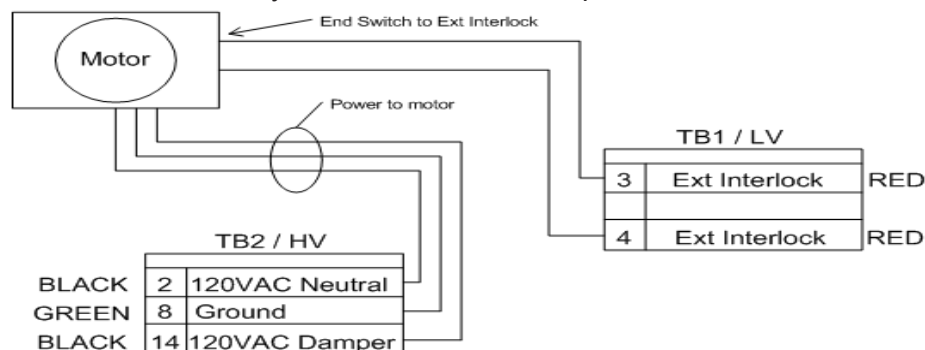 End Switch to Ext Interlock
Motor
Power to motor
TB1 / LV
3 Ext Interlock RED
4 Ext Interlock RED
TB2 / HV
BLACK 2 120VAC Neutral
GREEN 8 Ground
BLACK 14 120VAC Damper